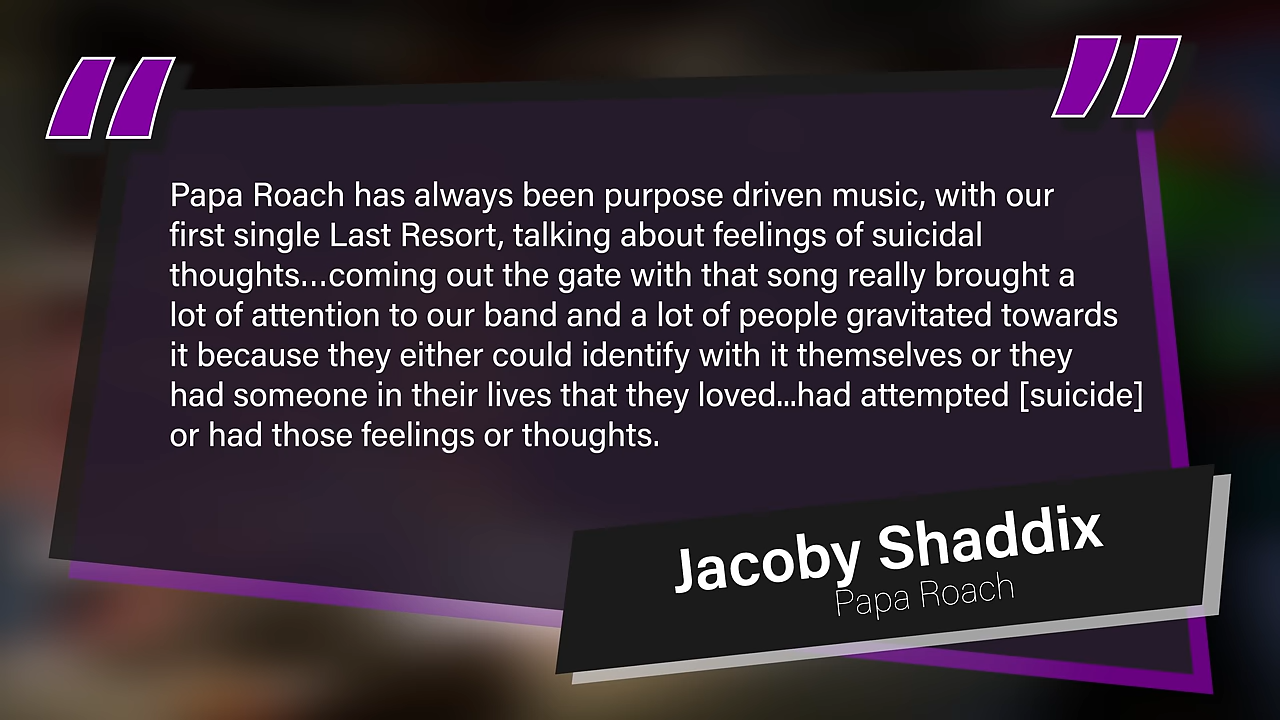 Papa Roach has always been purpose driven music, with our
first single Last Resort, talking about feelings of suicidal
thoughts...coming out the gate with that song really brought a
lot of attention to our band and a lot of people gravitated towards
it because they either could identify with it themselves or they
had someone in their lives that they loved...had attempted [suicide]
or had those feelings or thoughts.
Jacoby Shaddix
Papa Roach